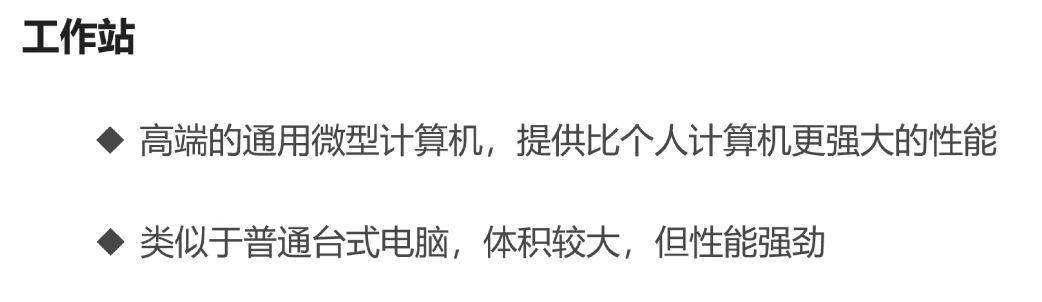 工作站
◆ 高端的通用微型计算机，提供比个人计算机更强大的性能
◆ 类似于普通台式电脑，体积较大，但性能强劲